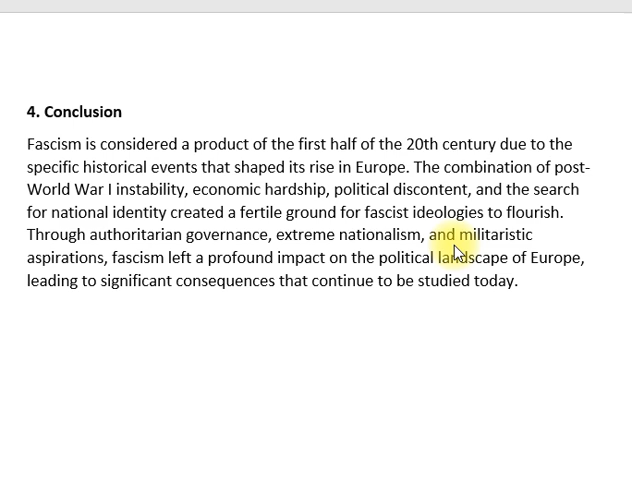 4. Conclusion
Fascism is considered a product of the first half of the 20th century due to the
specific historical events that shaped its rise in Europe. The combination of post-
World War I instability, economic hardship, political discontent, and the search
for national identity created a fertile ground for fascist ideologies to flourish.
Through authoritarian governance, extreme nationalism, and militaristic
aspirations, fascism left a profound impact on the political landscape of Europe,
leading to significant consequences that continue to be studied today.